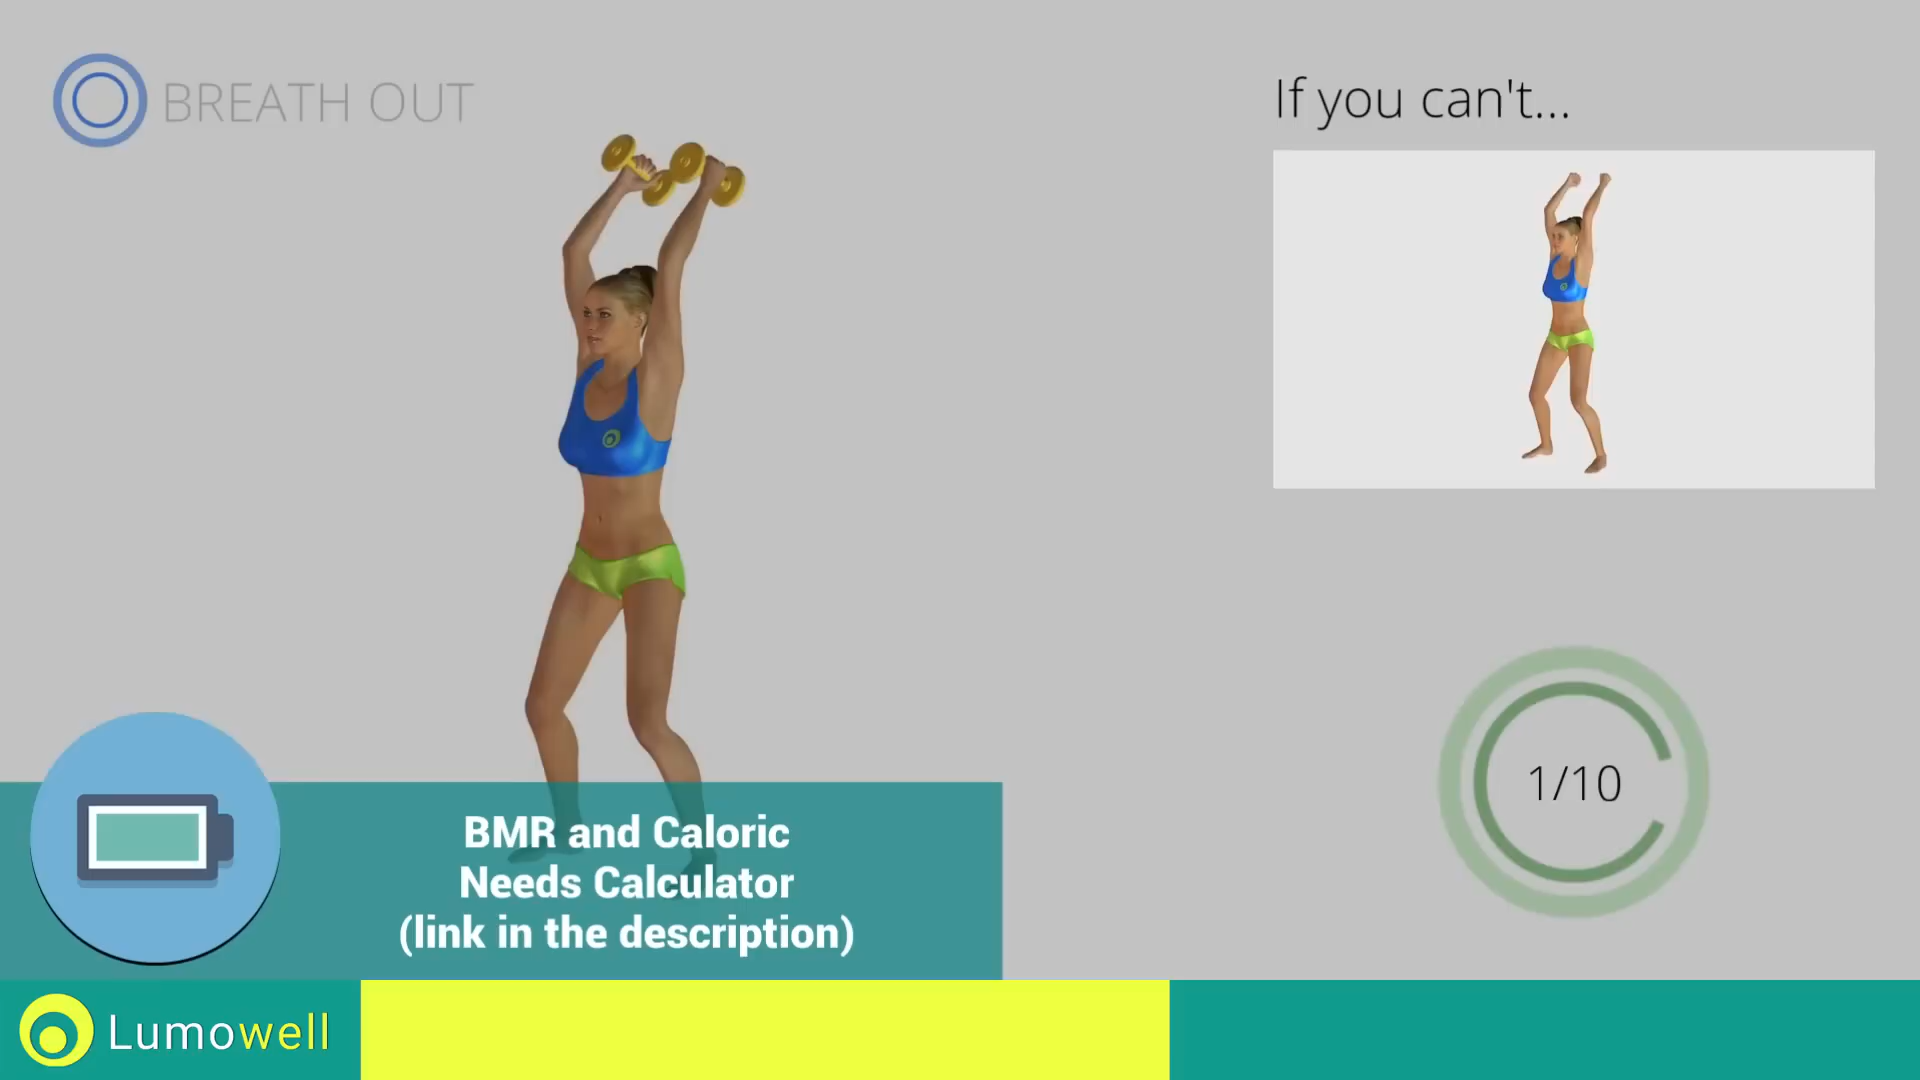 BREATH OUT
If you can't...
1/10
BMR and Caloric
Needs Calculator
(link in the description)
Lumowell